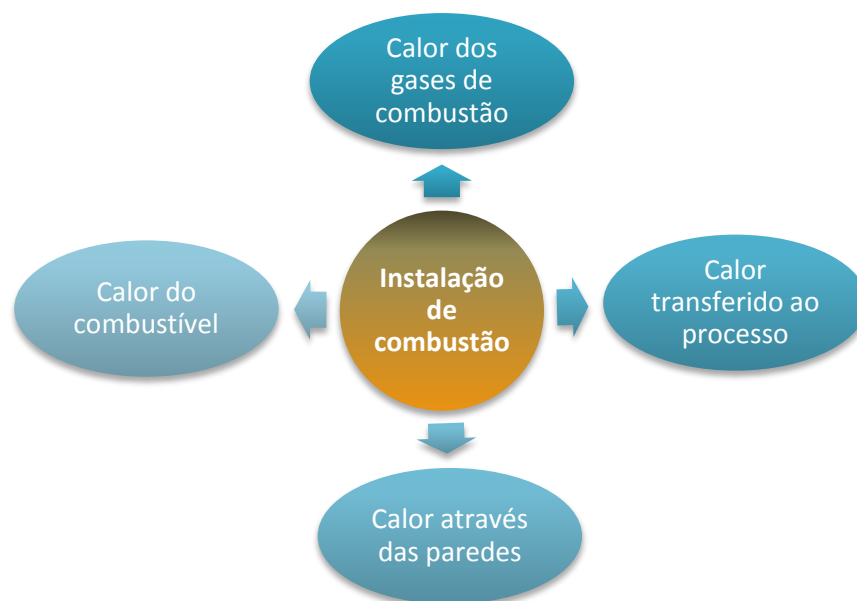 Calor dos
gases de
combustão
Calor do
combustível
Instalação
de
combustão
Calor
transferido ao
processo
Calor através
das paredes